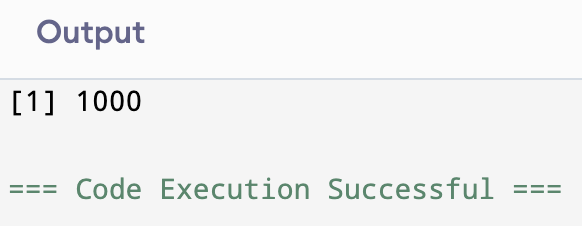 Output
[1] 1000
=== Code Execution Successful ===